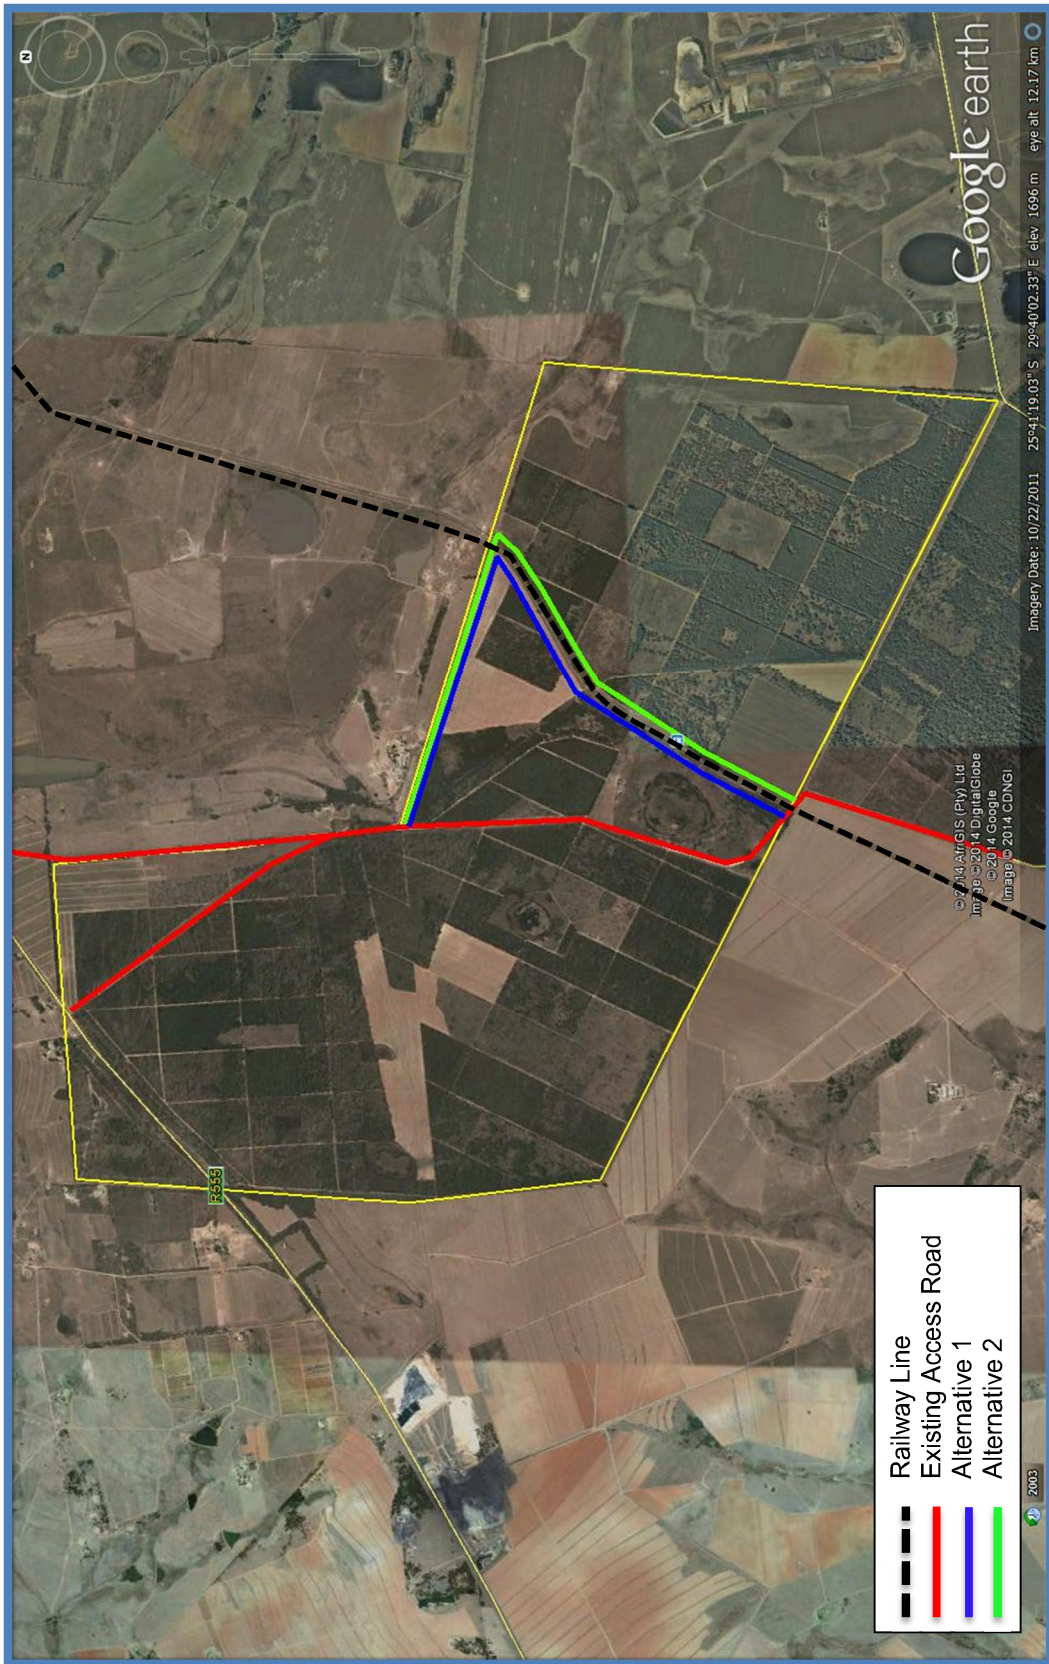 N
R555
Railway Line
Existing Access Road
Alternative 1
Alternative 2
© 2014 AfriGIS (Pty) Ltd
Image © 2014 DigitalGlobe
© 2014 Google
Image © 2014 CDNGI
Google earth
2003
Imagery Date: 10/22/2011 25°41'19.03" S 29°40'02.33" E elev 1696 m eye alt 12.17 km